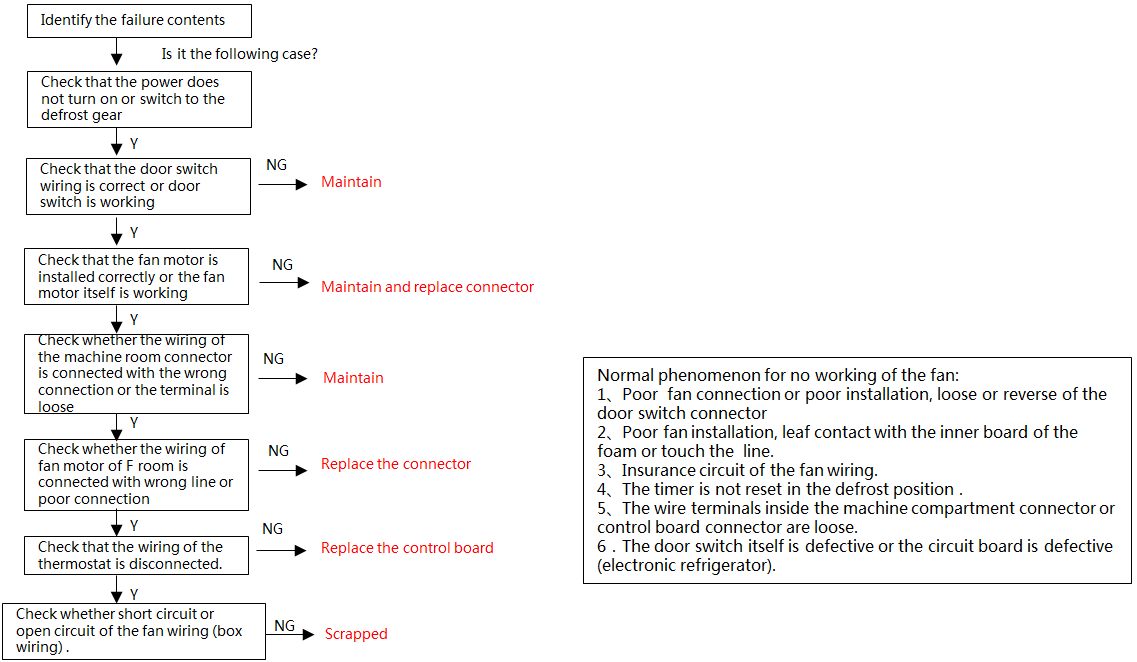 Identify the failure contents
Is it the following case?
Check that the power does
not turn on or switch to the
defrost gear
Y
Check that the door switch
wiring is correct or door
switch is working
NG
Maintain
Y
Check that the fan motor is
installed correctly or the fan
motor itself is working
NG
Maintain and replace connector
Y
Check whether the wiring of
the machine room connector
is connected with the wrong
connection or the terminal is
loose
NG
Maintain
Y
Check whether the wiring of
fan motor of F room is
connected with wrong line or
poor connection
NG
Replace the connector
Y
Check that the wiring of the
thermostat is disconnected.
NG
Replace the control board
Y
Check whether short circuit or
open circuit of the fan wiring (box
wiring) .
NG
Scrapped
Normal phenomenon for no working of the fan:
1、Poor fan connection or poor installation, loose or reverse of the
door switch connector
2、Poor fan installation, leaf contact with the inner board of the
foam or touch the line.
3、Insurance circuit of the fan wiring.
4、The timer is not reset in the defrost position .
5、The wire terminals inside the machine compartment connector or
control board connector are loose.
6 . The door switch itself is defective or the circuit board is defective
(electronic refrigerator).